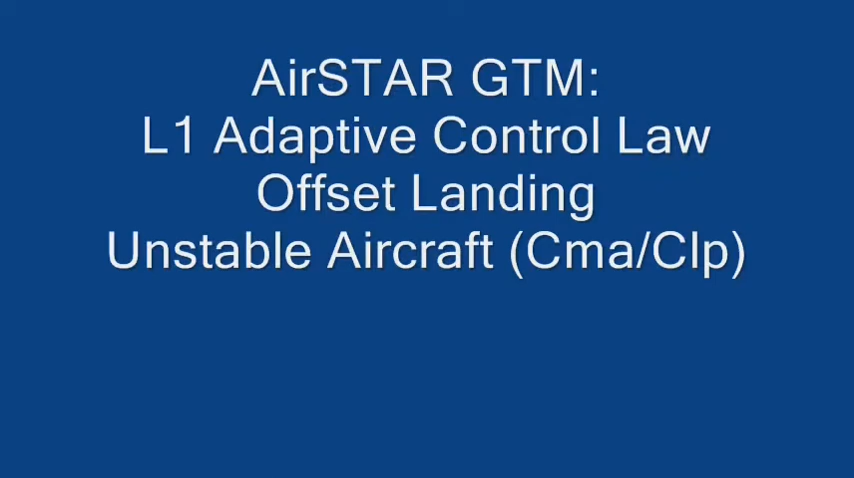 AirSTAR GTM:
L1 Adaptive Control Law
Offset Landing
Unstable Aircraft (Cma/Clp)